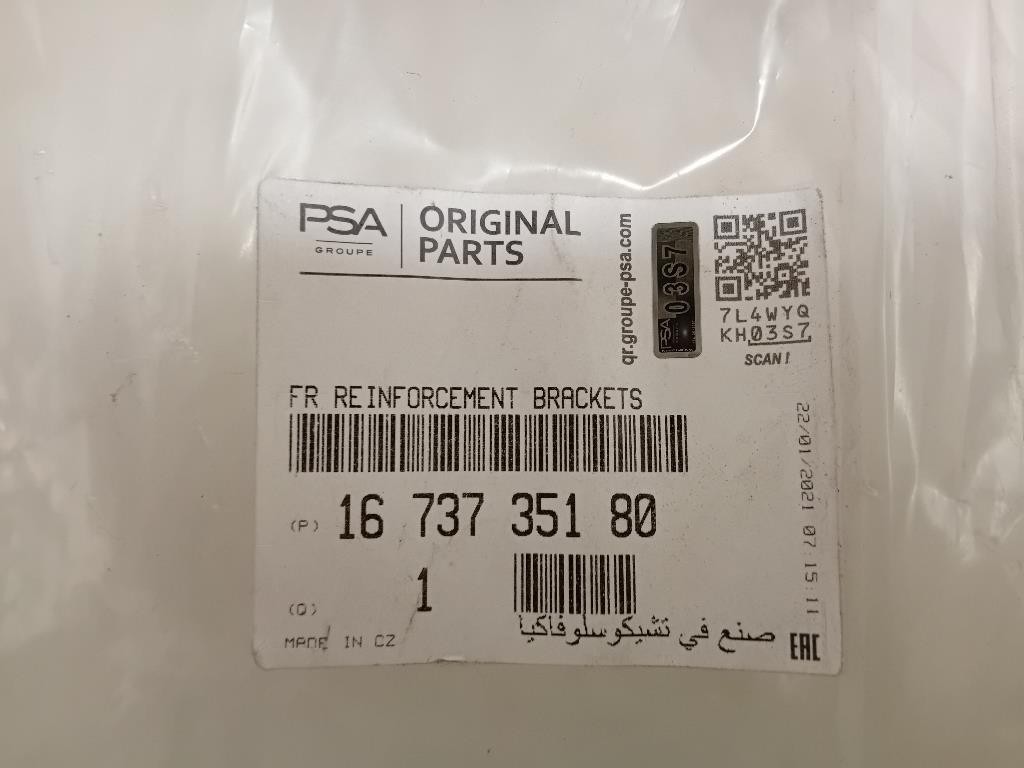 PSA
GROUPE
ORIGINAL
PARTS
qr.groupe-psa.com
PSA
03S7
7L4WYQ
KH03S7
SCAN!
FR REINFORCEMENT BRACKETS
(P) 16 737 351 80
(Q) 1
MADE IN CZ
صنع في تشيكوسلوفاكيا
EAC
22/01/2021 07:15:11